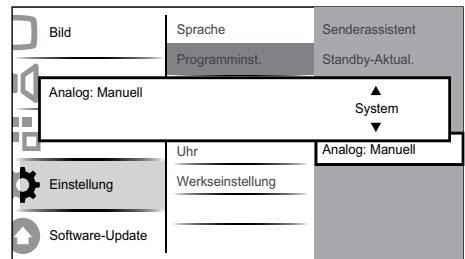 Bild
Sprache
Senderassistent
Programminst.
Standby-Aktual.
Analog: Manuell
System
Uhr
Analog: Manuell
Einstellung
Werkseinstellung
Software-Update